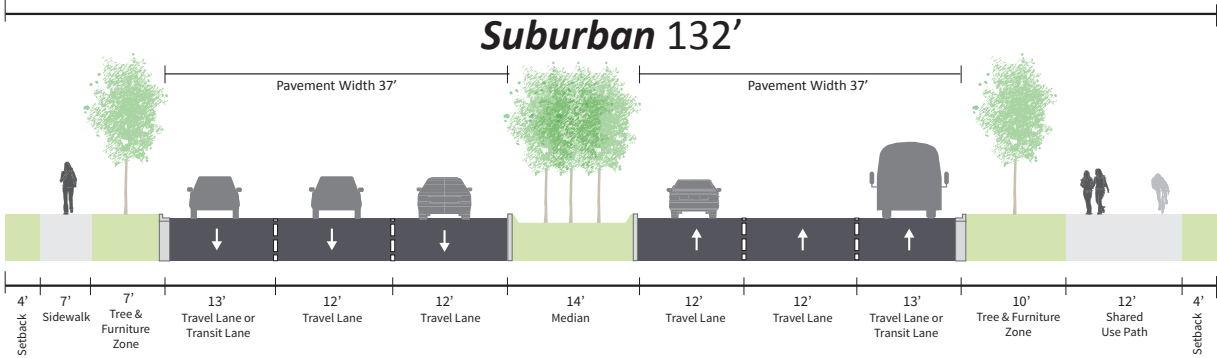 Suburban 132’
Pavement Width 37’
Pavement Width 37’
4’
Setback
7’
Sidewalk
7’
Tree &
Furniture
Zone
13’
Travel Lane or
Transit Lane
12’
Travel Lane
12’
Travel Lane
14’
Median
12’
Travel Lane
12’
Travel Lane
13’
Travel Lane or
Transit Lane
10’
Tree & Furniture
Zone
12’
Shared
Use Path
4’
Setback